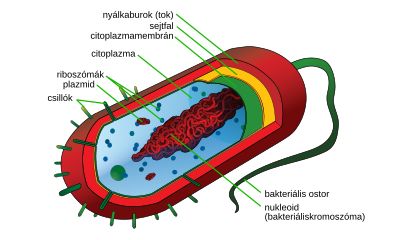 nyálkaburok (tok)
sejtfal
citoplazmamembrán
citoplazma
riboszómák
plazmid
csillók
bakteriális ostor
nukleoid
(bakteriáliskromoszóma)